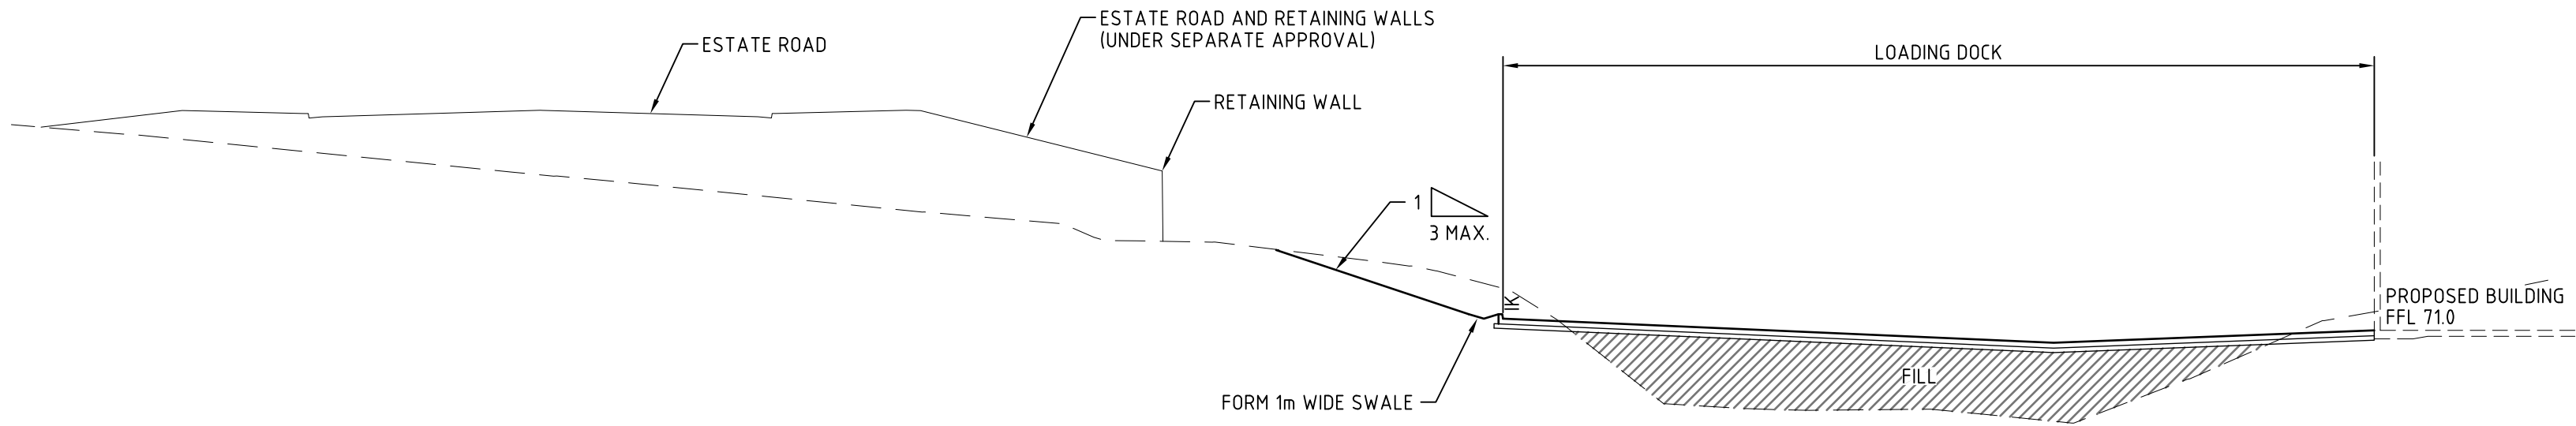 ESTATE ROAD AND RETAINING WALLS
(UNDER SEPARATE APPROVAL)
ESTATE ROAD
LOADING DOCK
RETAINING WALL
1
3 MAX.
IK
PROPOSED BUILDING
FFL 71.0
FILL
FORM 1m WIDE SWALE